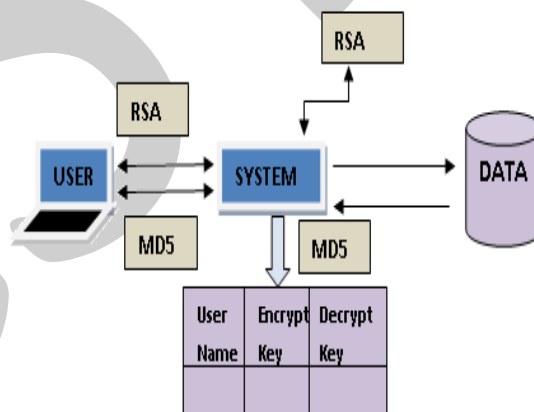 RSA
RSA
USER
SYSTEM
DATA
MD5
MD5
User Name
Encrypt Key
Decrypt Key